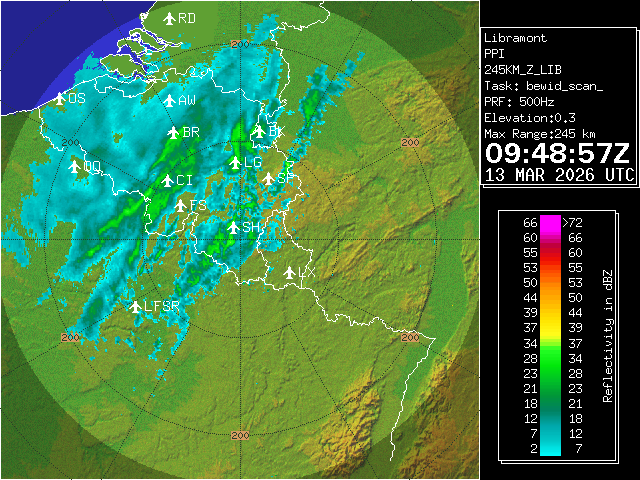 Libramont
PPI
245KM_Z_LIB
Task: bewid_scan_
PRF: 500Hz
Elevation:0.3
Max Range:245 km
09:48:57Z
13 MAR 2026 UTC
RD
200
OS
AW
BR
BK
200
200
LG
QQ
CI
SP
FS
SH
LX
LFSR
200
200
200
66 >72
60 66
55 60
53 55
50 53
44 50
39 44
37 39
34 37
28 34
23 28
21 23
18 21
12 18
7 12
2 7
Reflectivity in dBZ